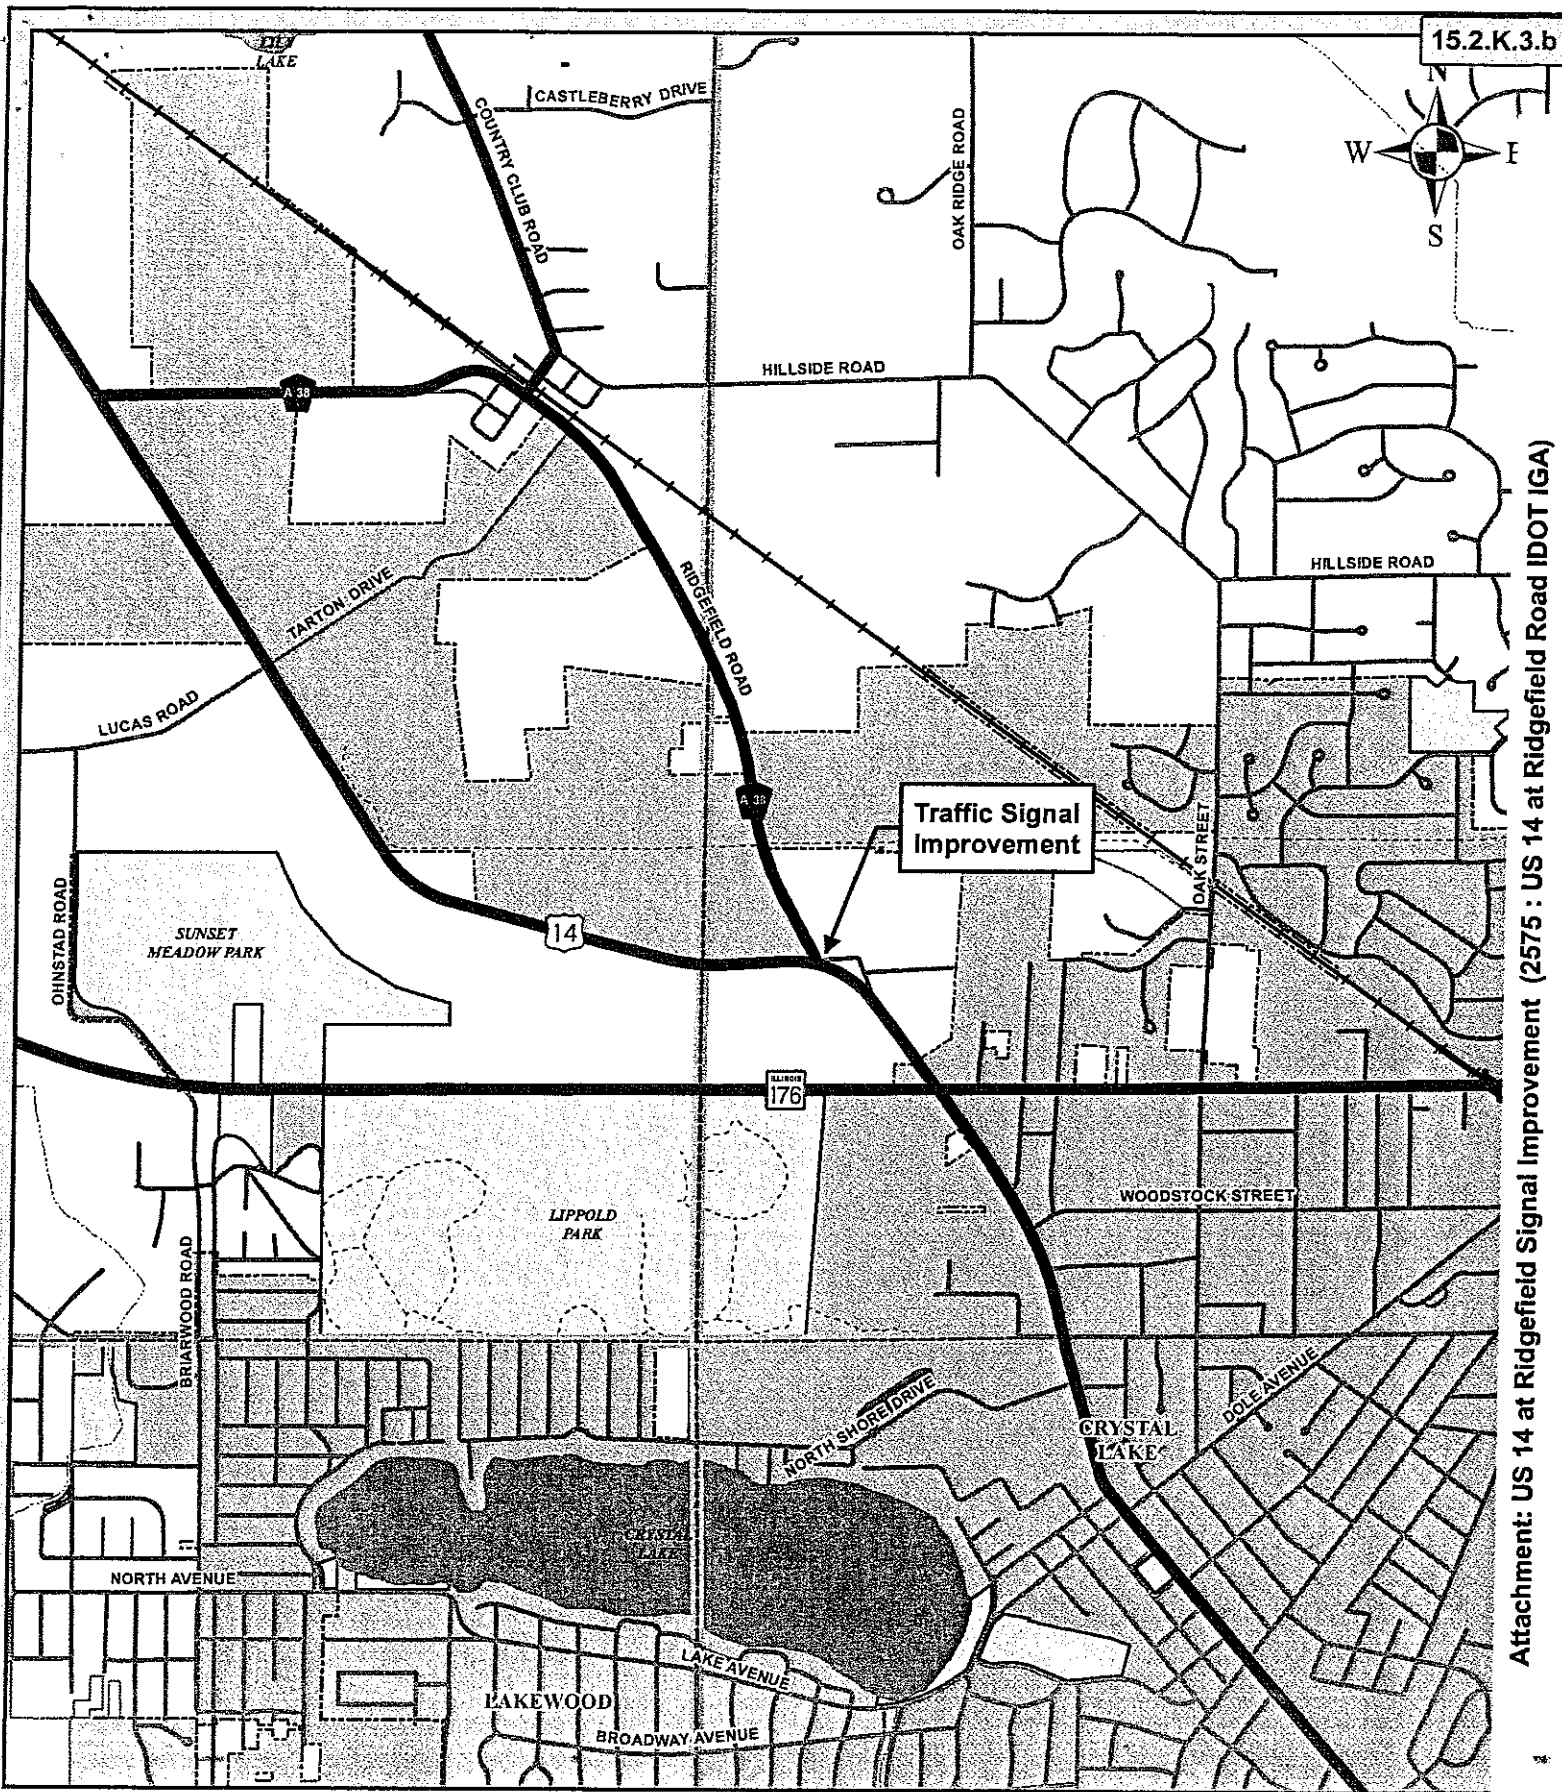 15.2.K.3.b
LILY
LAKE
N
W
E
S
CASTLEBERRY DRIVE
COUNTRY CLUB ROAD
OAK RIDGE ROAD
HILLSIDE ROAD
A 38
HILLSIDE ROAD
RIDGEFIELD ROAD
TARTON DRIVE
LUCAS ROAD
A 38
Traffic Signal
Improvement
OAK STREET
OHNSTAD ROAD
SUNSET
MEADOW PARK
14
ILLINOIS
176
WOODSTOCK STREET
LIPPOLD
PARK
BRIARWOOD ROAD
DOLE AVENUE
NORTH SHORE DRIVE
CRYSTAL
LAKE
CRYSTAL
LAKE
NORTH AVENUE
LAKE AVENUE
LAKEWOOD
BROADWAY AVENUE
Attachment: US 14 at Ridgefield Signal Improvement (2575 : US 14 at Ridgefield Road IDOT IGA)